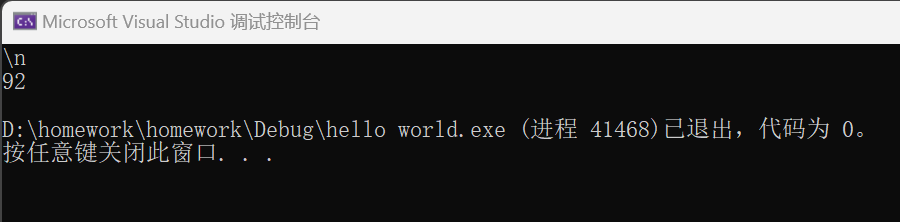 Microsoft Visual Studio 调试控制台
\n
92
D:\homework\homework\Debug\hello world.exe (进程 41468)已退出，代码为 0。
按任意键关闭此窗口. . .